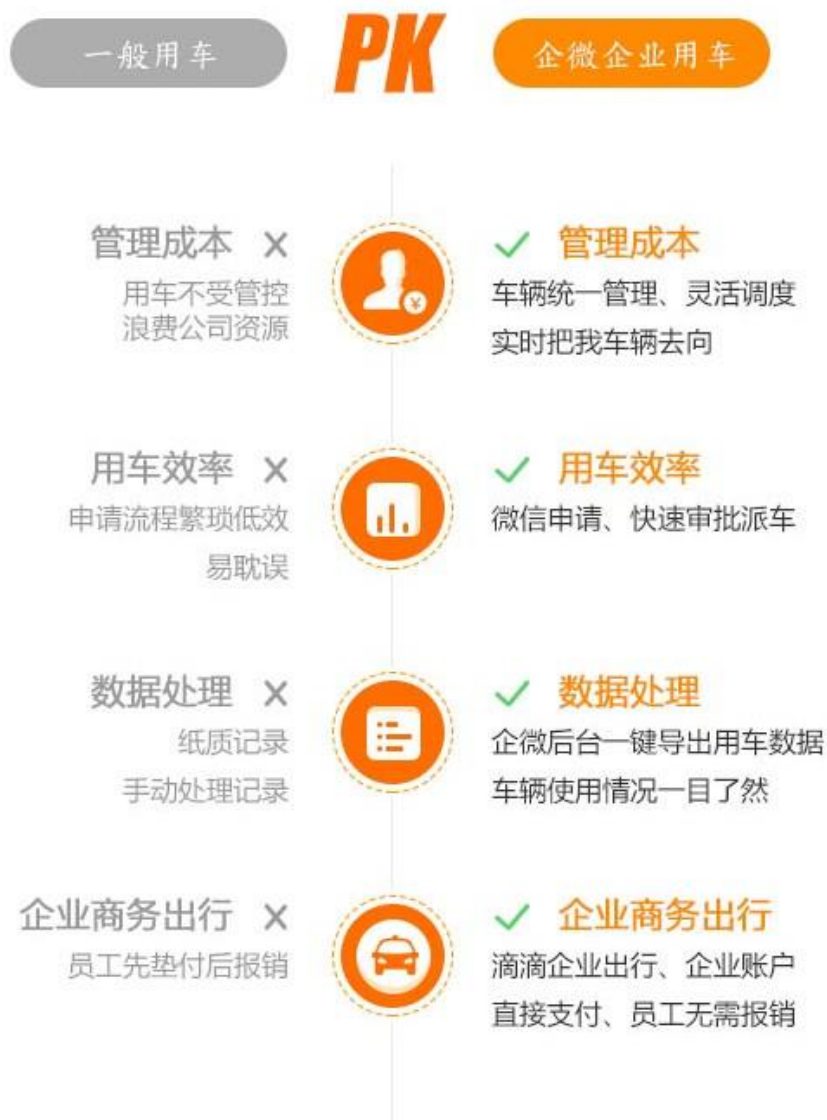 一般用车
PK
企微企业用车
管理成本
用车不受管控
浪费公司资源
¥
管理成本
车辆统一管理、灵活调度
实时把我车辆去向
用车效率
申请流程繁琐低效
易耽误
用车效率
微信申请、快速审批派车
数据处理
纸质记录
手动处理记录
数据处理
企微后台一键导出用车数据
车辆使用情况一目了然
企业商务出行
员工先垫付后报销
企业商务出行
滴滴企业出行、企业账户
直接支付、员工无需报销